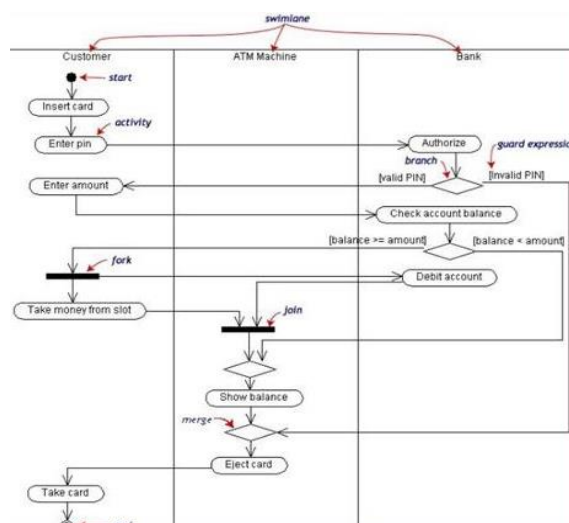 swimlane
Customer
ATM Machine
Bank
start
Insert card
activity
Enter pin
Authorize
guard expression
branch
[valid PIN]
[Invalid PIN]
Enter amount
Check account balance
[balance >= amount]
[balance < amount]
fork
Debit account
Take money from slot
join
Show balance
merge
Eject card
Take card